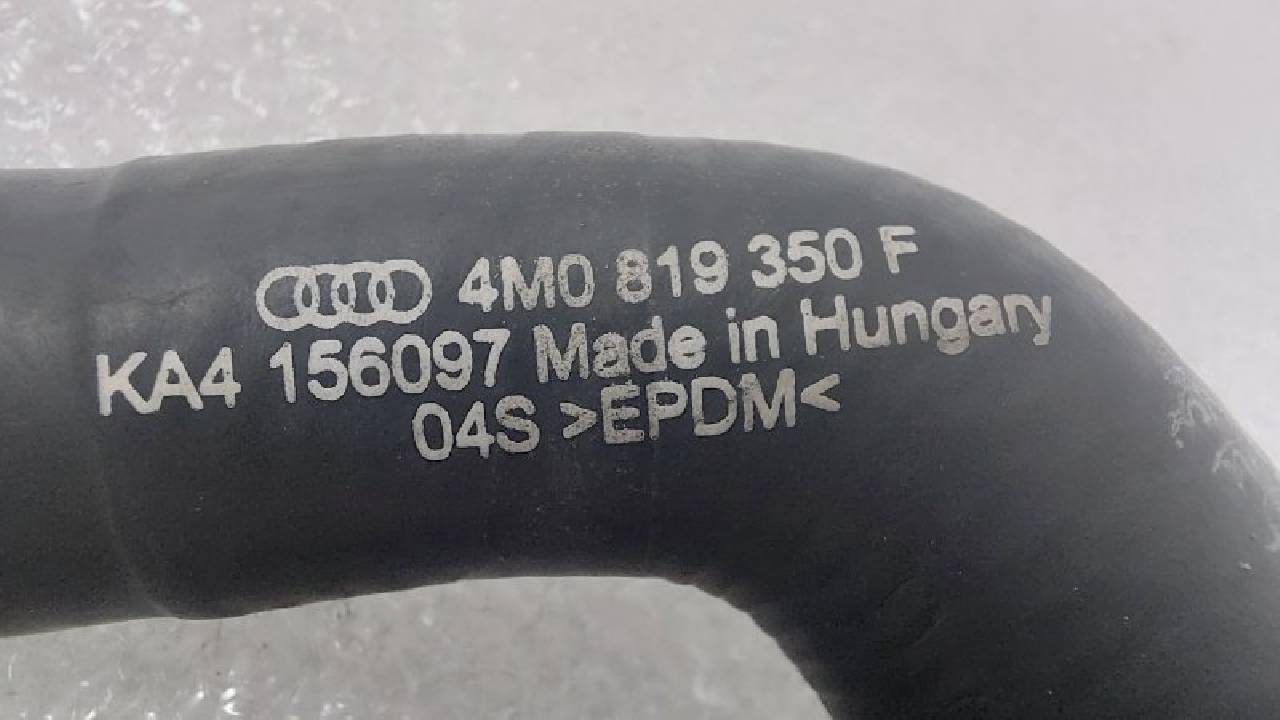 4M0 819 350 F
KA4 156097 Made in Hungary
04S >EPDM<